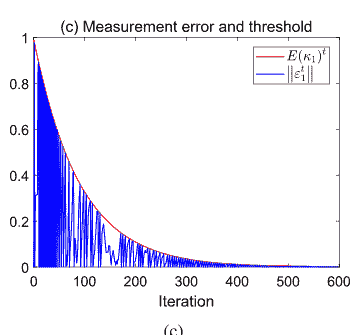 (c) Measurement error and threshold
1
0.8
0.6
0.4
0.2
0
E(κ₁)ᵗ
‖ε₁ᵗ‖
0 100 200 300 400 500 600
Iteration
(c)